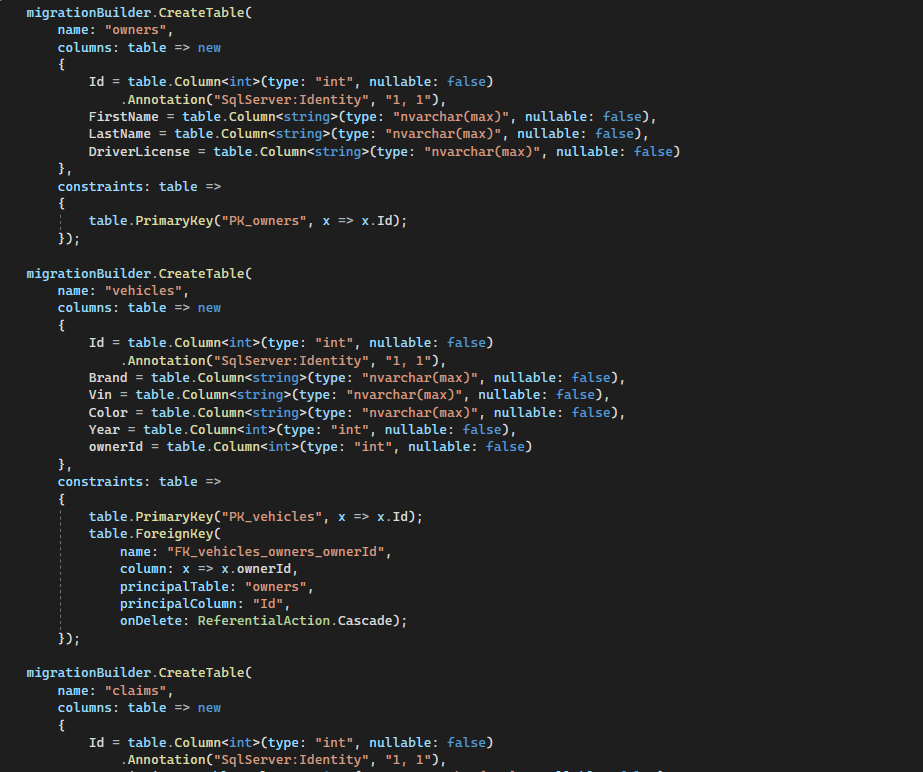 migrationBuilder.CreateTable(
    name: "owners",
    columns: table => new
    {
        Id = table.Column<int>(type: "int", nullable: false)
            .Annotation("SqlServer:Identity", "1, 1"),
        FirstName = table.Column<string>(type: "nvarchar(max)", nullable: false),
        LastName = table.Column<string>(type: "nvarchar(max)", nullable: false),
        DriverLicense = table.Column<string>(type: "nvarchar(max)", nullable: false)
    },
    constraints: table =>
    {
        table.PrimaryKey("PK_owners", x => x.Id);
    });

migrationBuilder.CreateTable(
    name: "vehicles",
    columns: table => new
    {
        Id = table.Column<int>(type: "int", nullable: false)
            .Annotation("SqlServer:Identity", "1, 1"),
        Brand = table.Column<string>(type: "nvarchar(max)", nullable: false),
        Vin = table.Column<string>(type: "nvarchar(max)", nullable: false),
        Color = table.Column<string>(type: "nvarchar(max)", nullable: false),
        Year = table.Column<int>(type: "int", nullable: false),
        ownerId = table.Column<int>(type: "int", nullable: false)
    },
    constraints: table =>
    {
        table.PrimaryKey("PK_vehicles", x => x.Id);
        table.ForeignKey(
            name: "FK_vehicles_owners_ownerId",
            column: x => x.ownerId,
            principalTable: "owners",
            principalColumn: "Id",
            onDelete: ReferentialAction.Cascade);
    });

migrationBuilder.CreateTable(
    name: "claims",
    columns: table => new
    {
        Id = table.Column<int>(type: "int", nullable: false)
            .Annotation("SqlServer:Identity", "1, 1"),